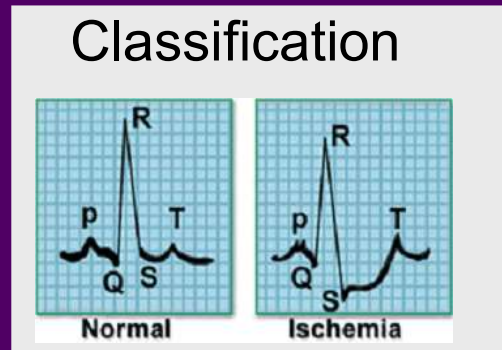 Classification
R R
P T P T
Q S Q S
Normal Ischemia